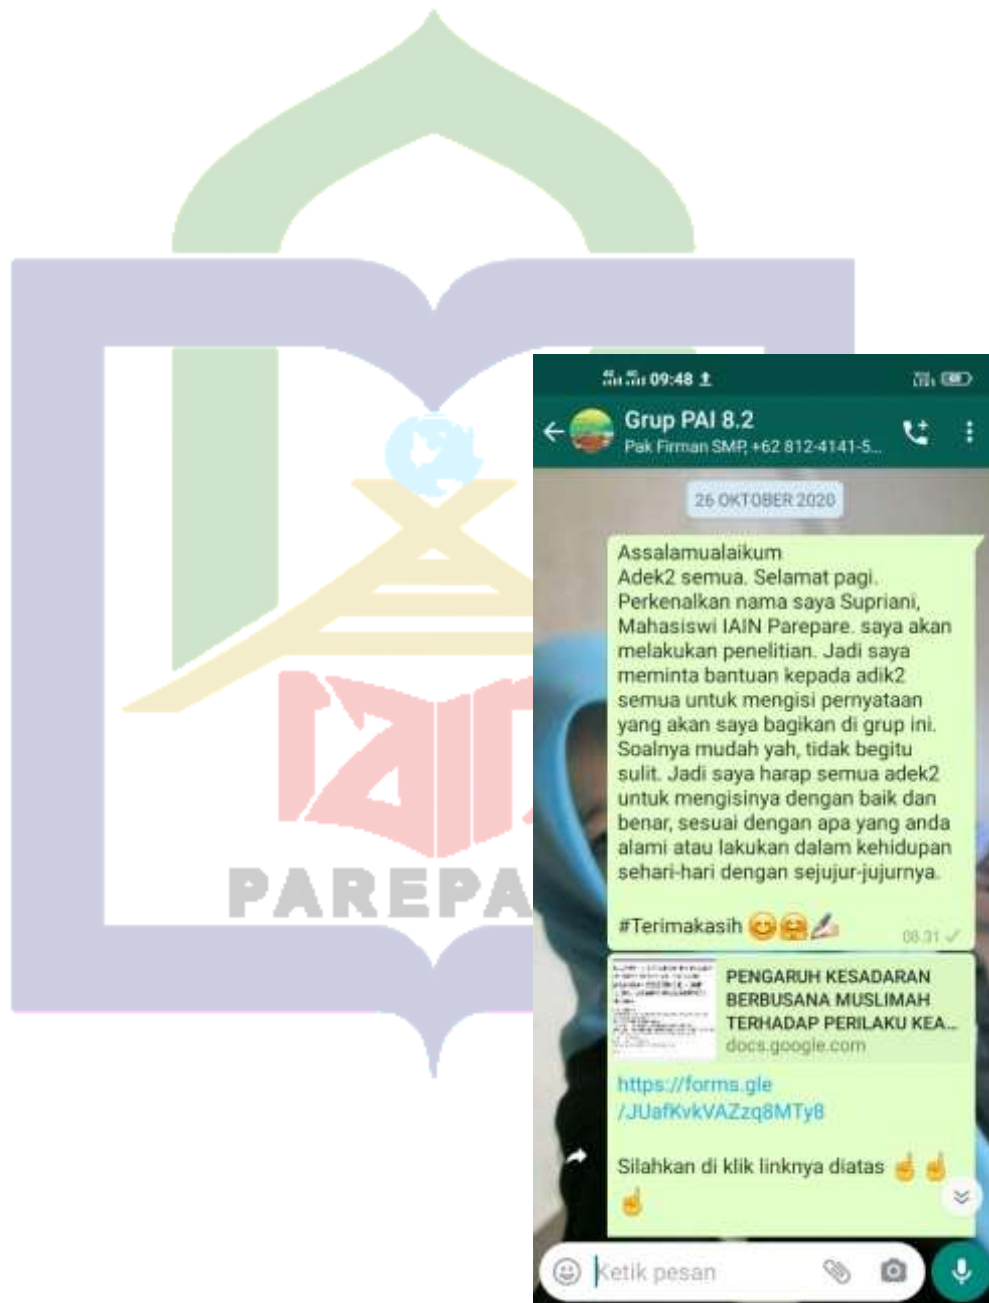 09:48
Grup PAI 8.2
Pak Firman SMP, +62 812-4141-5...
26 OKTOBER 2020
Assalamualaikum
Adek2 semua. Selamat pagi.
Perkenalkan nama saya Supriani,
Mahasiswi IAIN Parepare. saya akan
melakukan penelitian. Jadi saya
meminta bantuan kepada adik2
semua untuk mengisi pernyataan
yang akan saya bagikan di grup ini.
Soalnya mudah yah, tidak begitu
sulit. Jadi saya harap semua adek2
untuk mengisinya dengan baik dan
benar, sesuai dengan apa yang anda
alami atau lakukan dalam kehidupan
sehari-hari dengan sejujur-jujurnya.
#Terimakasih
08.31
PENGARUH KESADARAN
BERBUSANA MUSLIMAH
TERHADAP PERILAKU KEA...
docs.google.com
https://forms.gle
/JUafKvkVAZzq8MTy8
Silahkan di klik linknya diatas
Ketik pesan
PAREPA